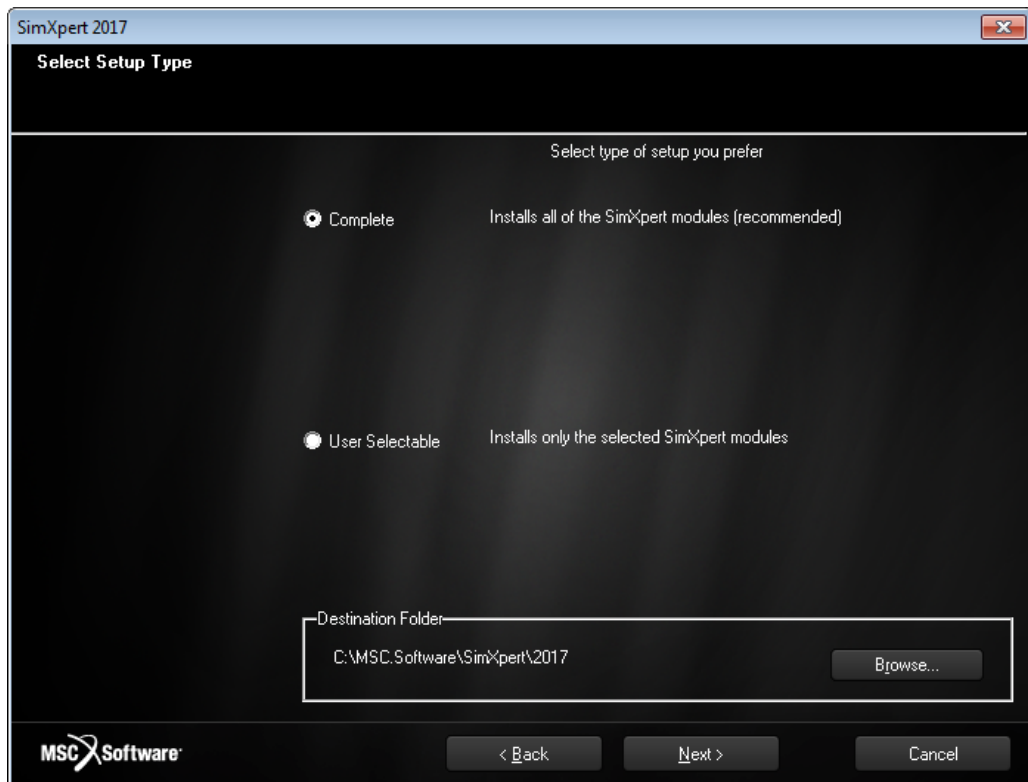 SimXpert 2017
Select Setup Type
Select type of setup you prefer
Complete Installs all of the SimXpert modules (recommended)
User Selectable Installs only the selected SimXpert modules
Destination Folder
C:\MSC.Software\SimXpert\2017 Browse...
MSC Software < Back Next > Cancel